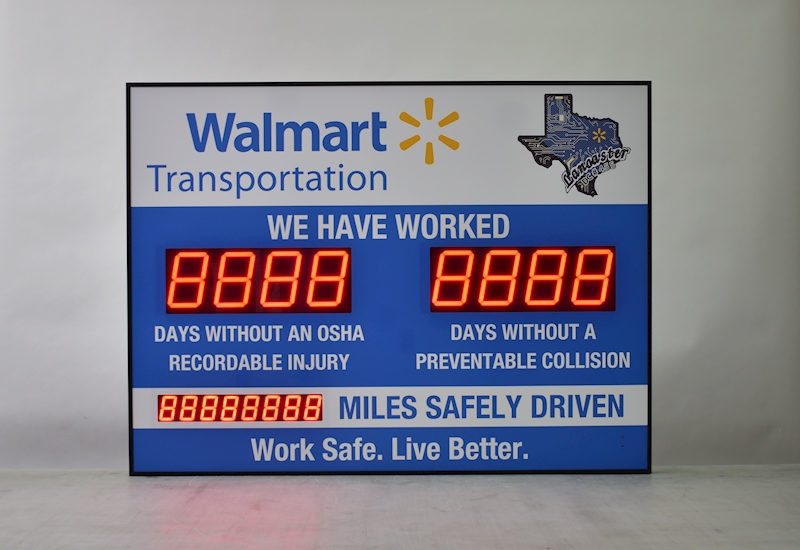 Walmart
Transportation
Lancaster
WE HAVE WORKED
8888 8888
DAYS WITHOUT AN OSHA
RECORDABLE INJURY
DAYS WITHOUT A
PREVENTABLE COLLISION
88888888 MILES SAFELY DRIVEN
Work Safe. Live Better.